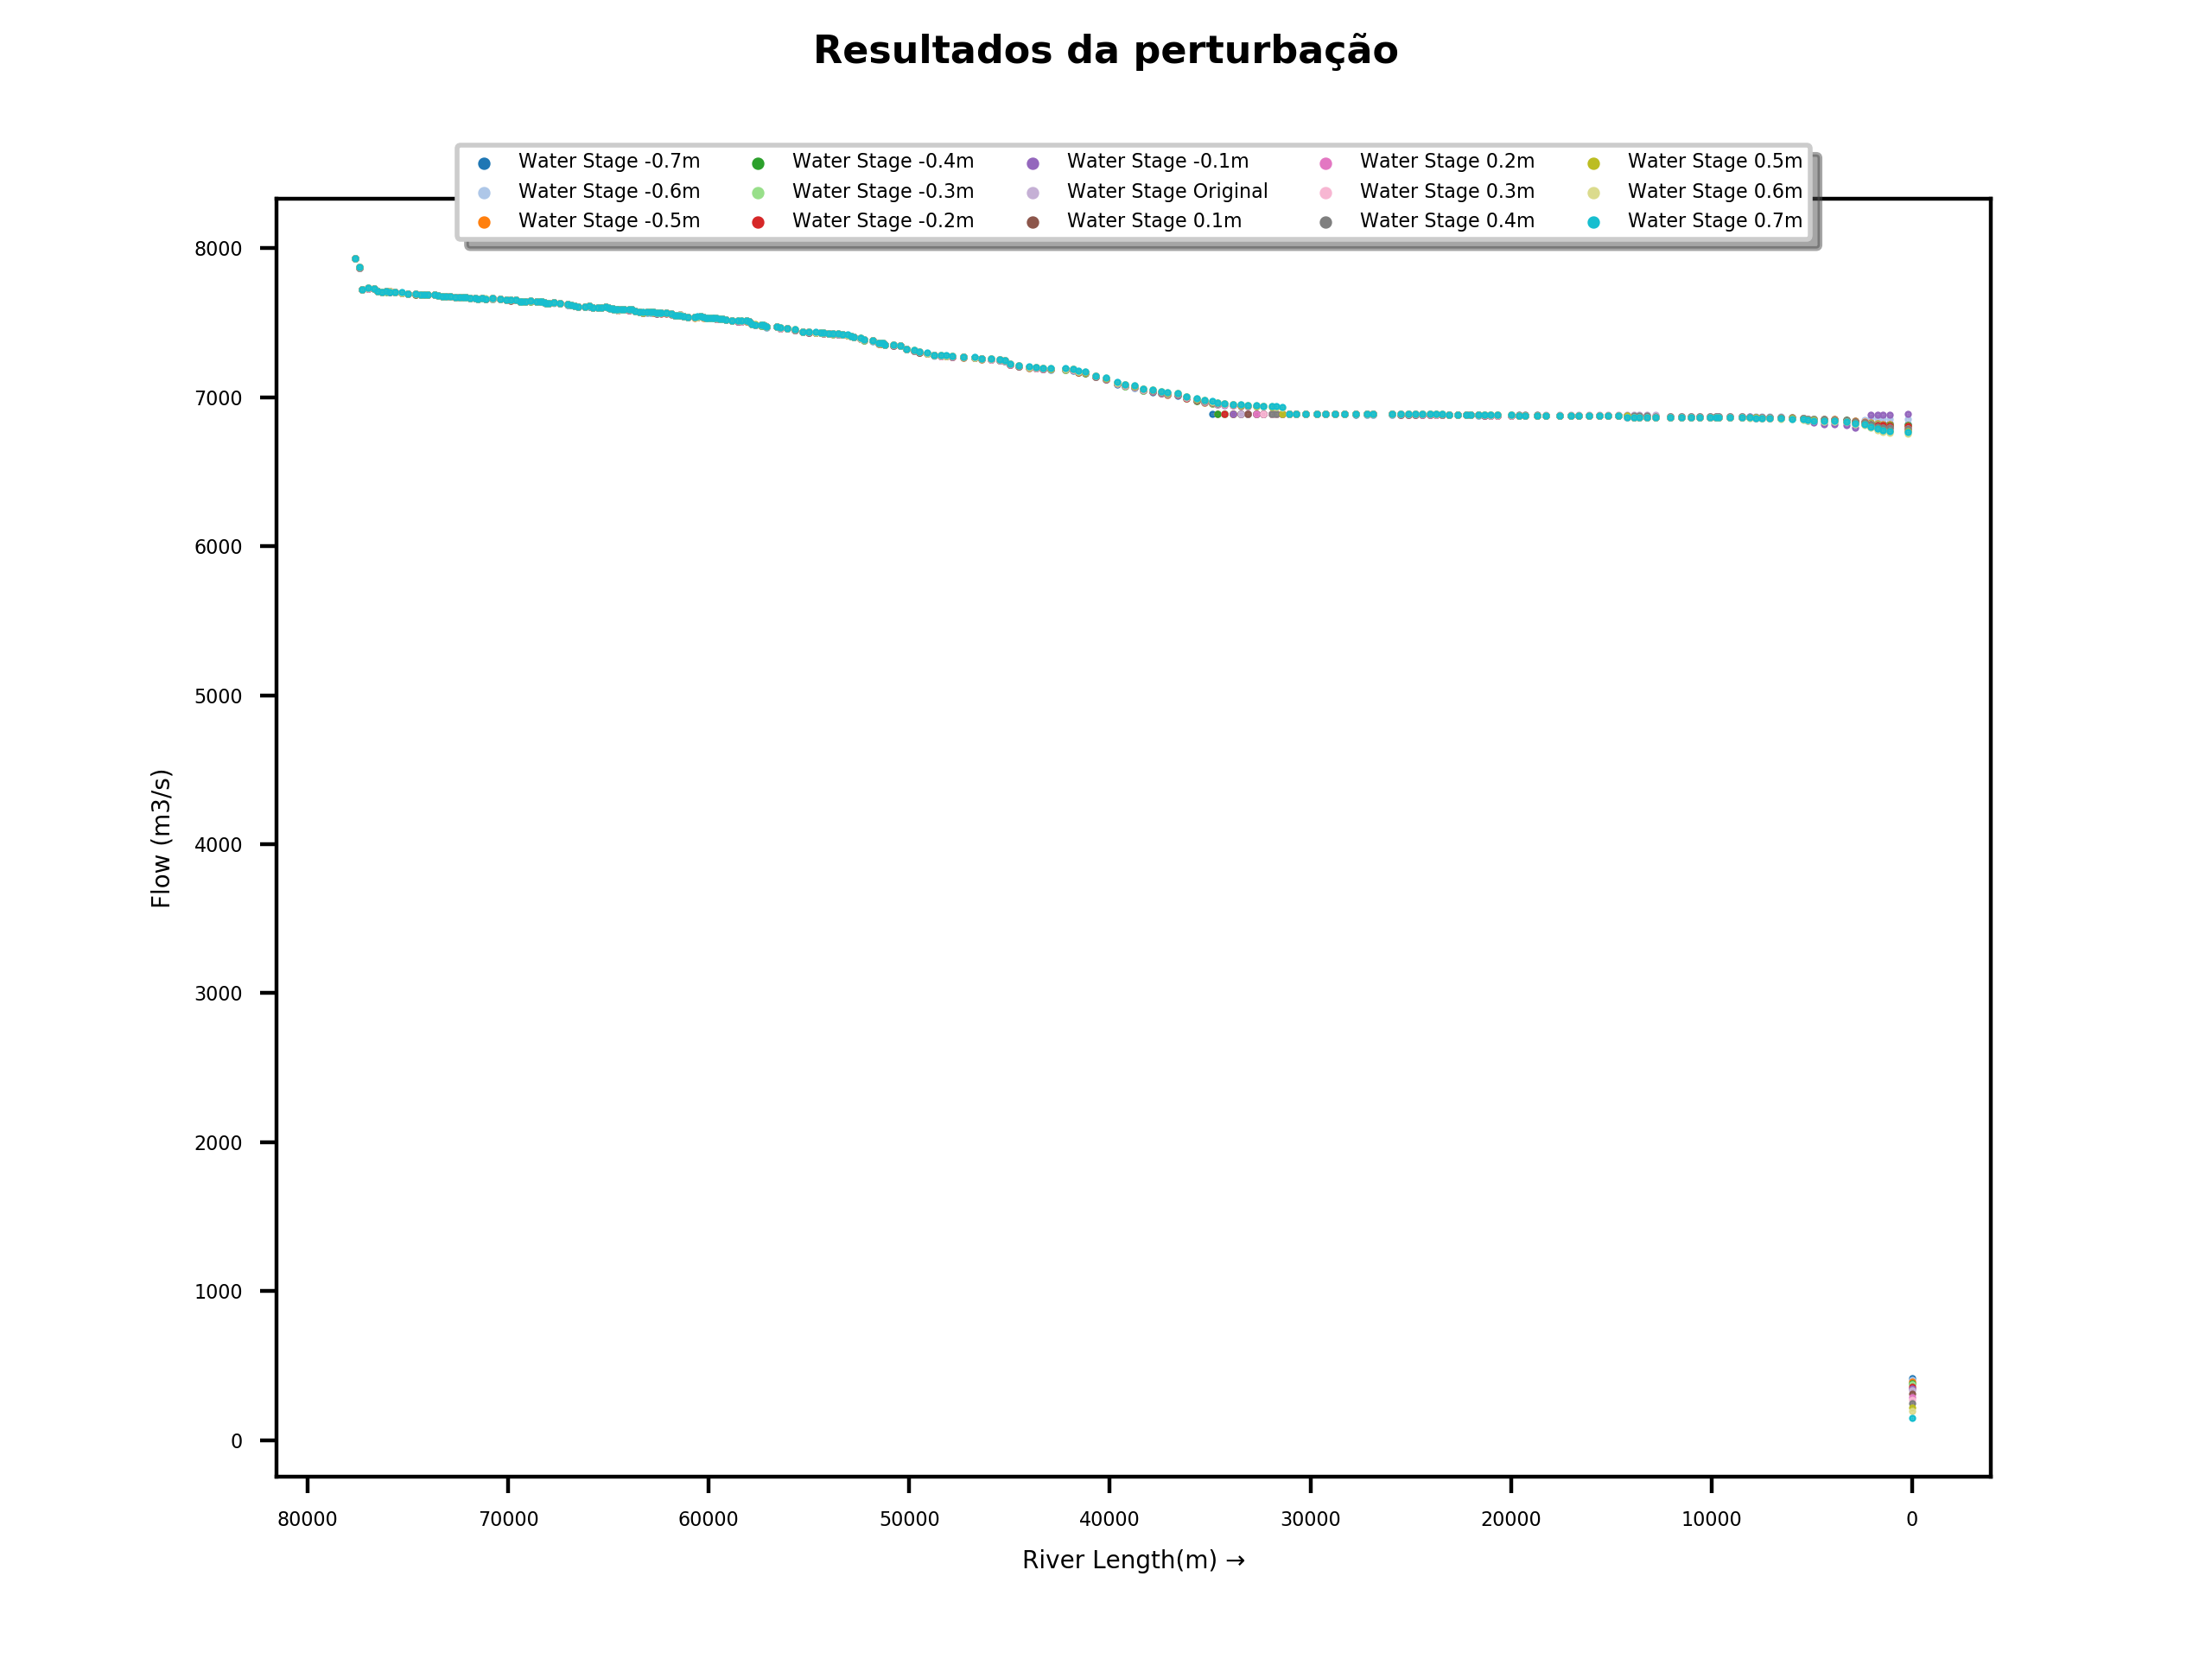 Resultados da perturbação
Water Stage -0.7m
Water Stage -0.6m
Water Stage -0.5m
Water Stage -0.4m
Water Stage -0.3m
Water Stage -0.2m
Water Stage -0.1m
Water Stage Original
Water Stage 0.1m
Water Stage 0.2m
Water Stage 0.3m
Water Stage 0.4m
Water Stage 0.5m
Water Stage 0.6m
Water Stage 0.7m
8000
7000
6000
5000
4000
3000
2000
1000
0
Flow (m3/s)
80000
70000
60000
50000
40000
30000
20000
10000
0
River Length(m) →